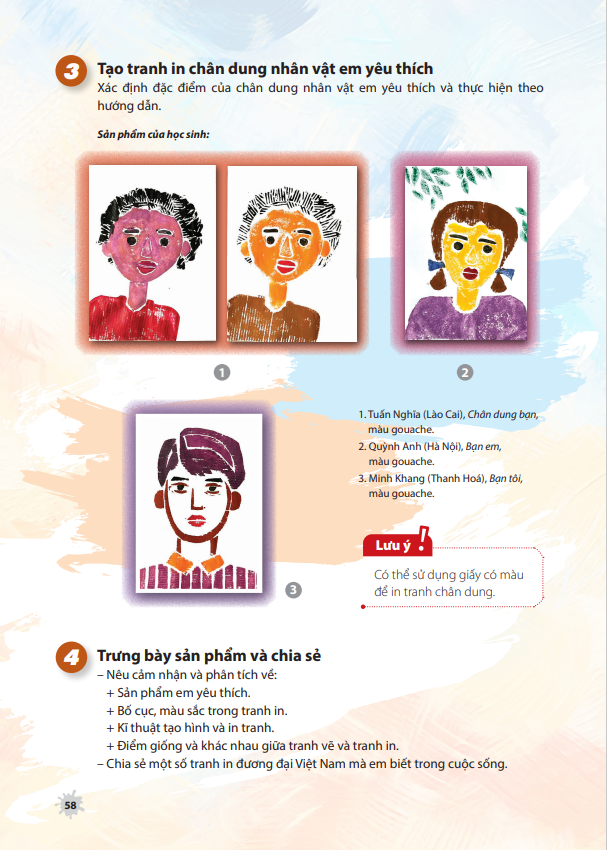 3 Tạo tranh in chân dung nhân vật em yêu thích
Xác định đặc điểm của chân dung nhân vật em yêu thích và thực hiện theo
hướng dẫn.
Sản phẩm của học sinh:
1
2
1. Tuấn Nghĩa (Lào Cai), Chân dung bạn,
màu gouache.
2. Quỳnh Anh (Hà Nội), Bạn em,
màu gouache.
3. Minh Khang (Thanh Hoá), Bạn tôi,
màu gouache.
3
Lưu ý !
Có thể sử dụng giấy có màu
để in tranh chân dung.
4 Trưng bày sản phẩm và chia sẻ
– Nêu cảm nhận và phân tích về:
+ Sản phẩm em yêu thích.
+ Bố cục, màu sắc trong tranh in.
+ Kĩ thuật tạo hình và in tranh.
+ Điểm giống và khác nhau giữa tranh vẽ và tranh in.
– Chia sẻ một số tranh in đương đại Việt Nam mà em biết trong cuộc sống.
58